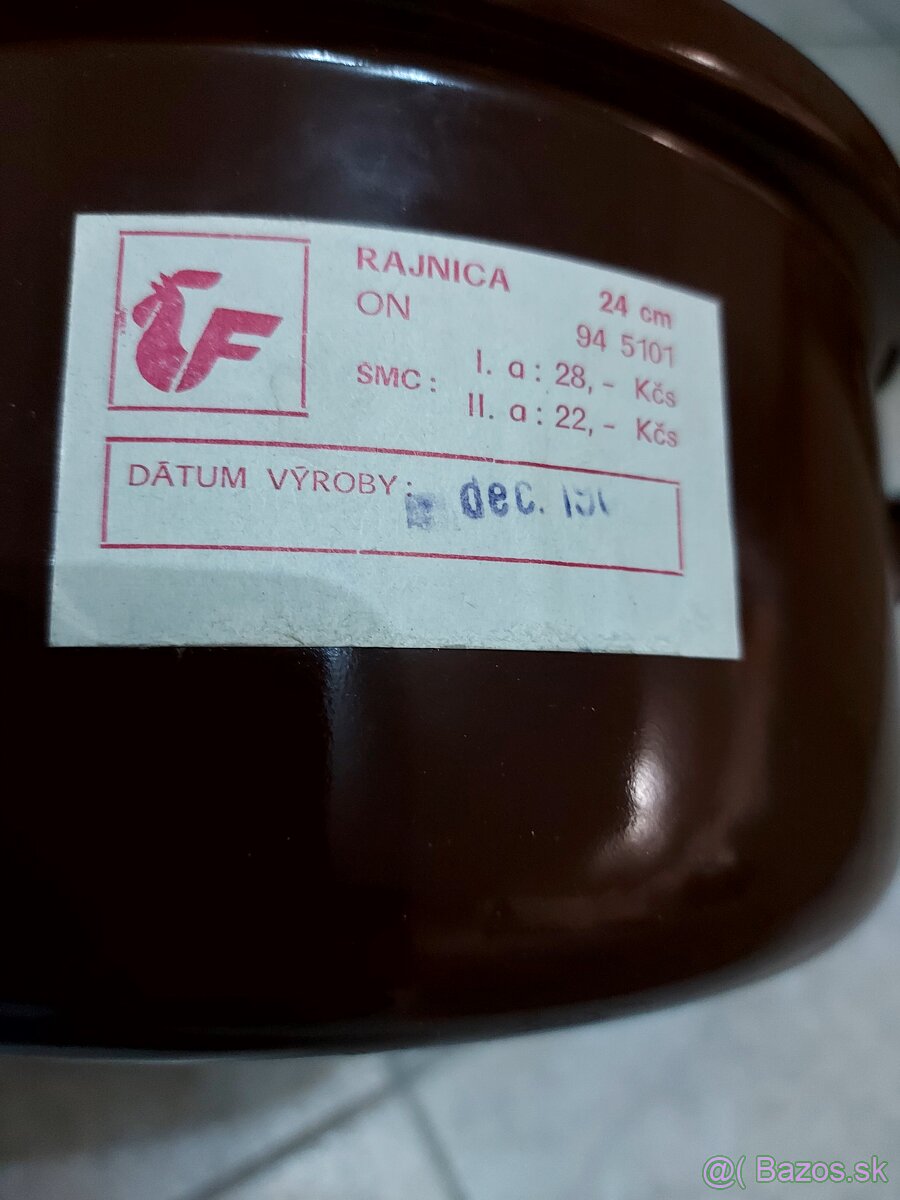 F
RAJNICA 24 cm
ON 94 5101
SMC: I. a: 28,- Kčs
II. a: 22,- Kčs
DÁTUM VÝROBY: dec.
@( Bazos.sk